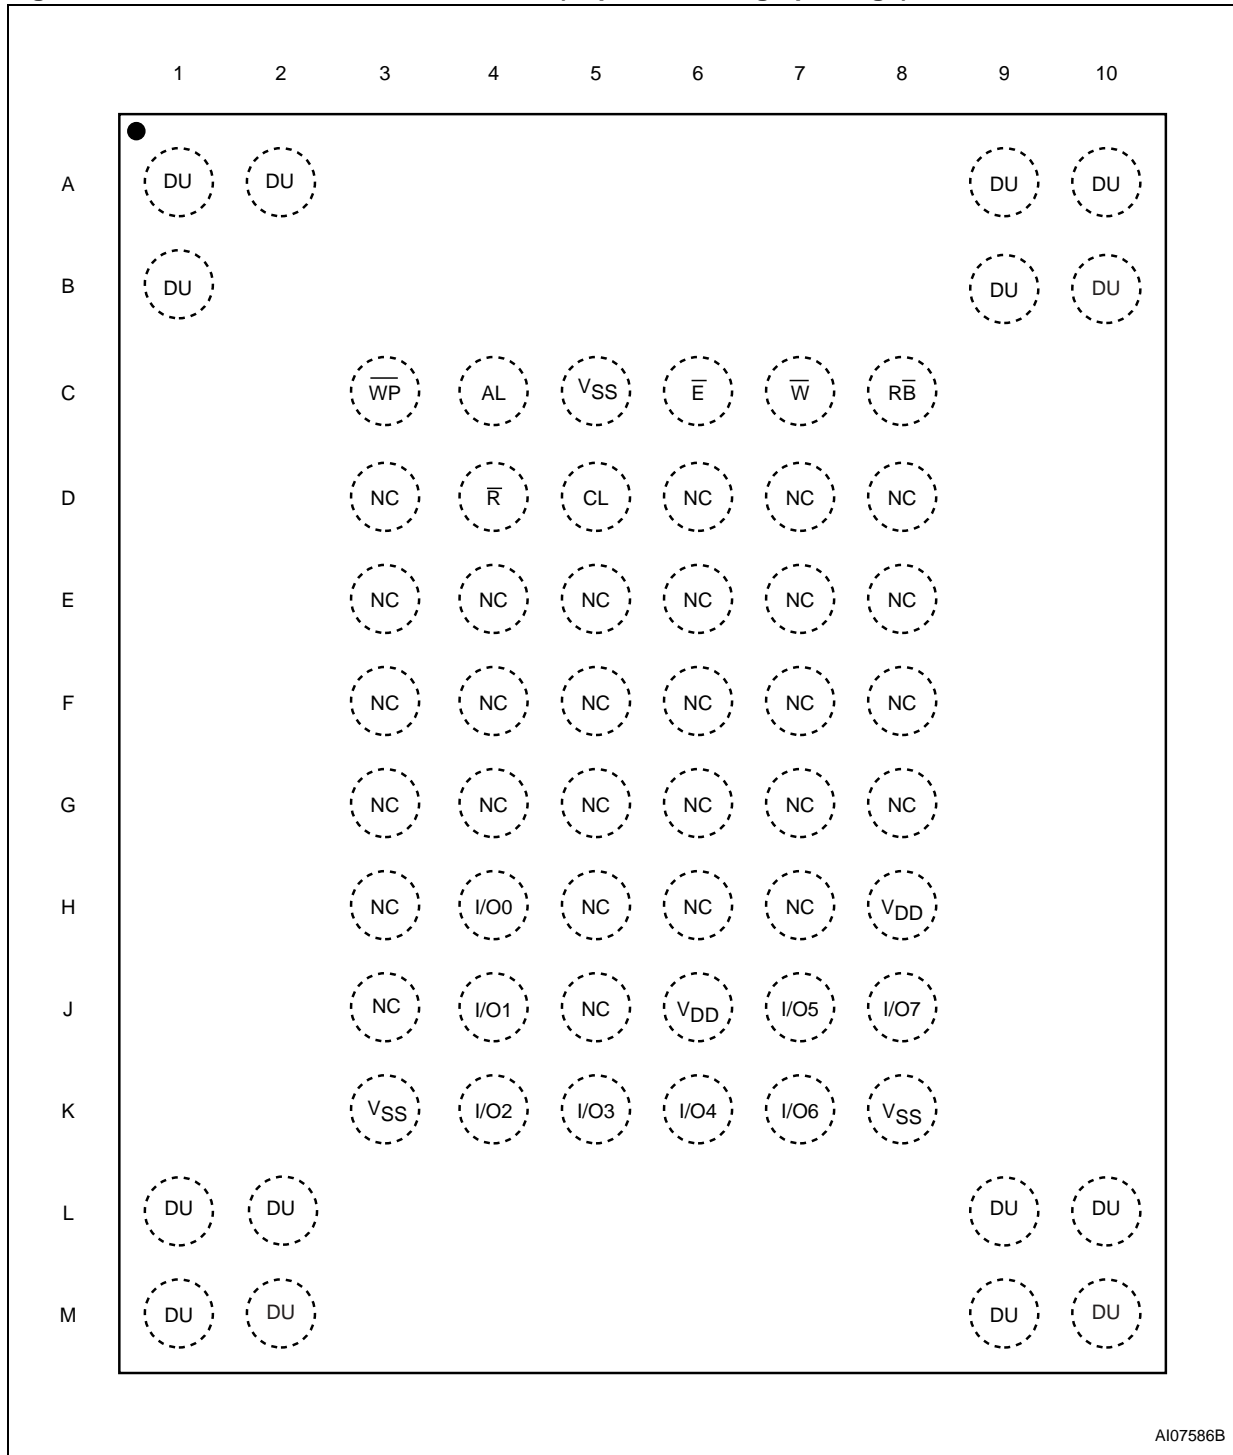 1 2 3 4 5 6 7 8 9 10
A DU DU DU DU
B DU DU DU
C W̅P̅ AL VSS E̅ W̅ RB̅
D NC R̅ CL NC NC NC
E NC NC NC NC NC NC
F NC NC NC NC NC NC
G NC NC NC NC NC NC
H NC I/O0 NC NC NC VDD
J NC I/O1 NC VDD I/O5 I/O7
K VSS I/O2 I/O3 I/O4 I/O6 VSS
L DU DU DU DU
M DU DU DU DU
AI07586B